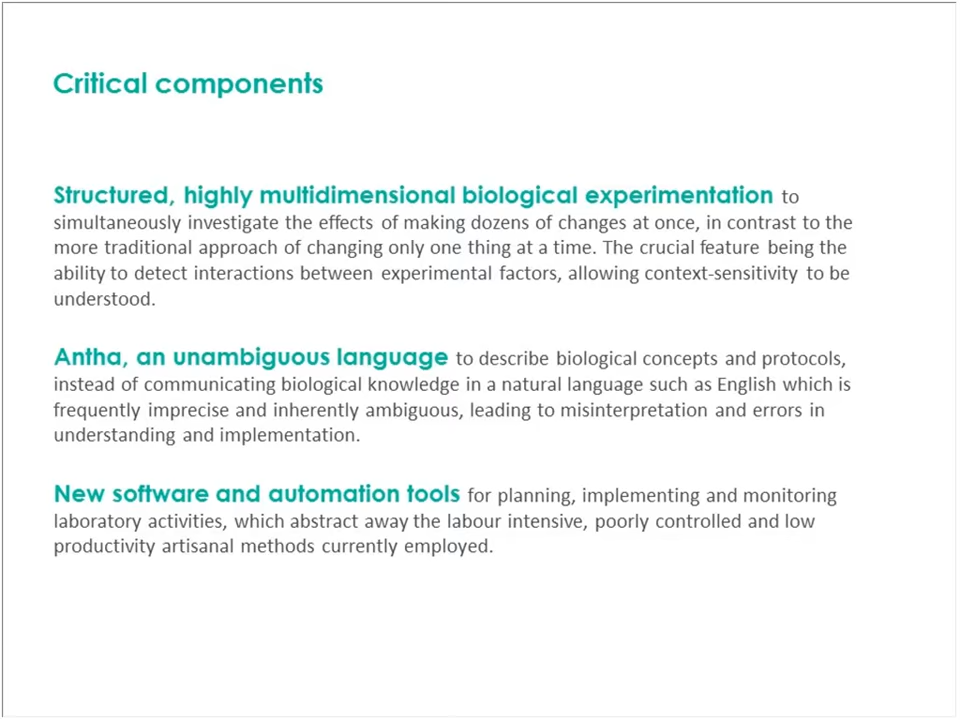 Critical components
Structured, highly multidimensional biological experimentation to
simultaneously investigate the effects of making dozens of changes at once, in contrast to the
more traditional approach of changing only one thing at a time. The crucial feature being the
ability to detect interactions between experimental factors, allowing context-sensitivity to be
understood.
Antha, an unambiguous language to describe biological concepts and protocols,
instead of communicating biological knowledge in a natural language such as English which is
frequently imprecise and inherently ambiguous, leading to misinterpretation and errors in
understanding and implementation.
New software and automation tools for planning, implementing and monitoring
laboratory activities, which abstract away the labour intensive, poorly controlled and low
productivity artisanal methods currently employed.